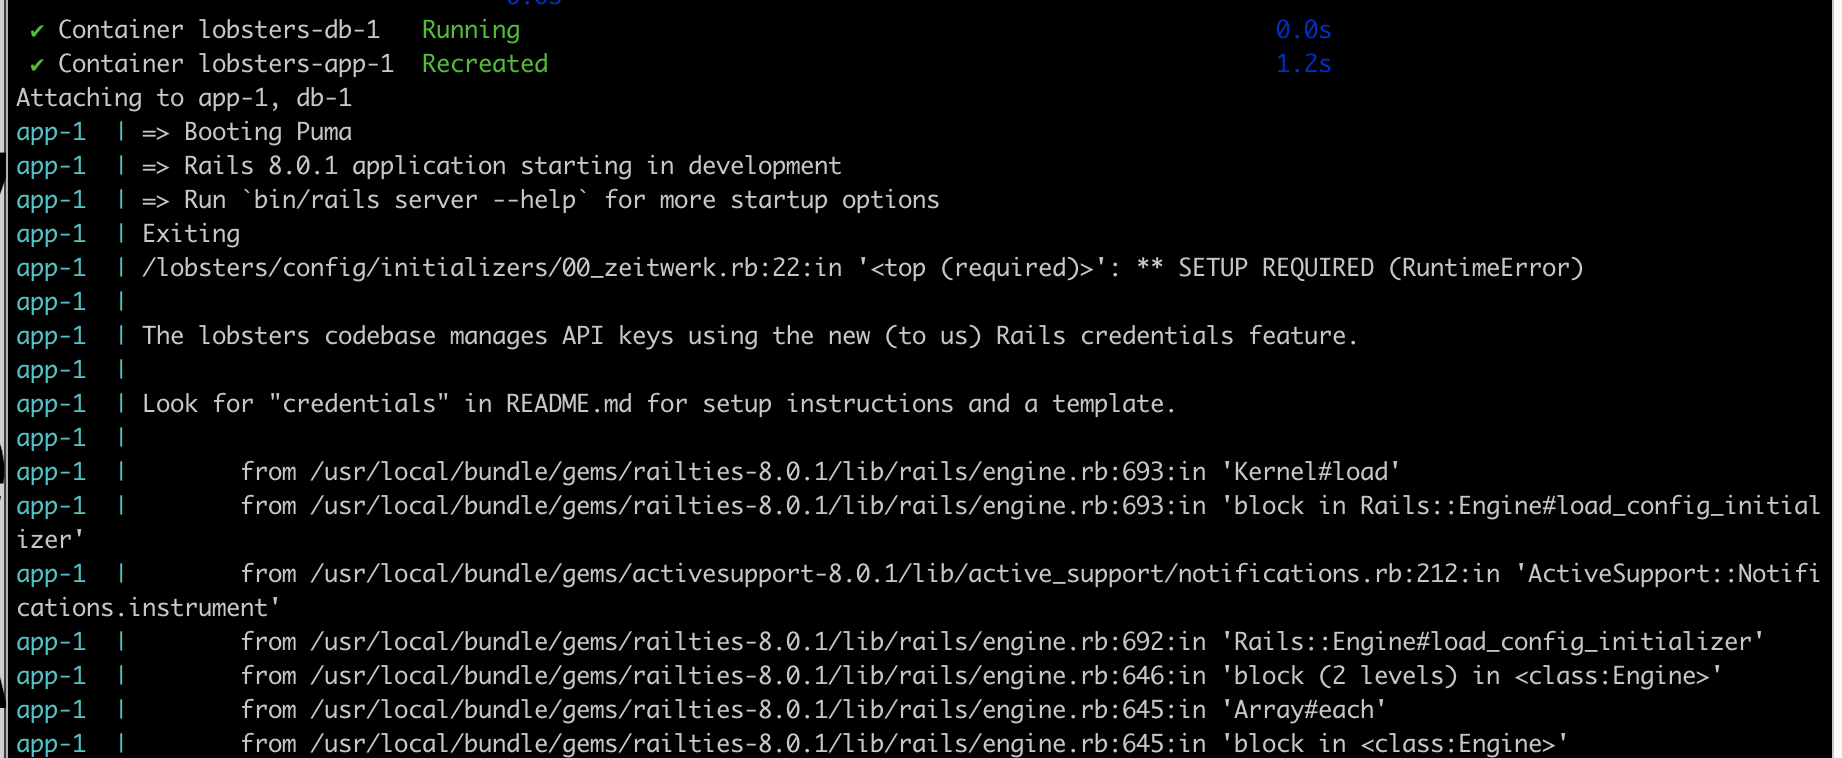 0.0s
✔ Container lobsters-db-1   Running   0.0s
✔ Container lobsters-app-1  Recreated   1.2s
Attaching to app-1, db-1
app-1  | => Booting Puma
app-1  | => Rails 8.0.1 application starting in development
app-1  | => Run `bin/rails server --help` for more startup options
app-1  | Exiting
app-1  | /lobsters/config/initializers/00_zeitwerk.rb:22:in '<top (required)>': ** SETUP REQUIRED (RuntimeError)
app-1  |
app-1  | The lobsters codebase manages API keys using the new (to us) Rails credentials feature.
app-1  |
app-1  | Look for "credentials" in README.md for setup instructions and a template.
app-1  |
app-1  |        from /usr/local/bundle/gems/railties-8.0.1/lib/rails/engine.rb:693:in 'Kernel#load'
app-1  |        from /usr/local/bundle/gems/railties-8.0.1/lib/rails/engine.rb:693:in 'block in Rails::Engine#load_config_initial
izer'
app-1  |        from /usr/local/bundle/gems/activesupport-8.0.1/lib/active_support/notifications.rb:212:in 'ActiveSupport::Notifi
cations.instrument'
app-1  |        from /usr/local/bundle/gems/railties-8.0.1/lib/rails/engine.rb:692:in 'Rails::Engine#load_config_initializer'
app-1  |        from /usr/local/bundle/gems/railties-8.0.1/lib/rails/engine.rb:646:in 'block (2 levels) in <class:Engine>'
app-1  |        from /usr/local/bundle/gems/railties-8.0.1/lib/rails/engine.rb:645:in 'Array#each'
app-1  |        from /usr/local/bundle/gems/railties-8.0.1/lib/rails/engine.rb:645:in 'block in <class:Engine>'